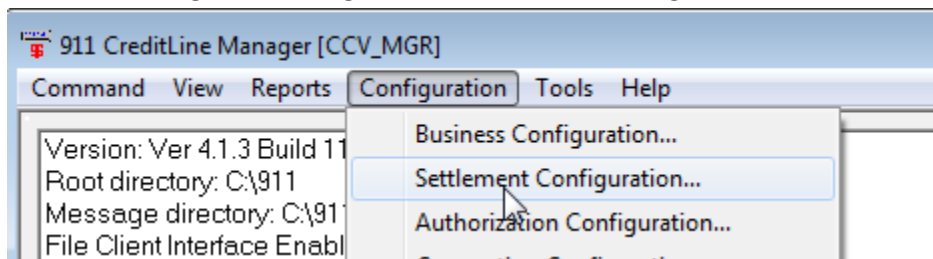 911 CreditLine Manager [CCV_MGR]
Command View Reports Configuration Tools Help
Version: Ver 4.1.3 Build 11
Root directory: C:\911
Message directory: C:\911
File Client Interface Enabl
Business Configuration...
Settlement Configuration...
Authorization Configuration...